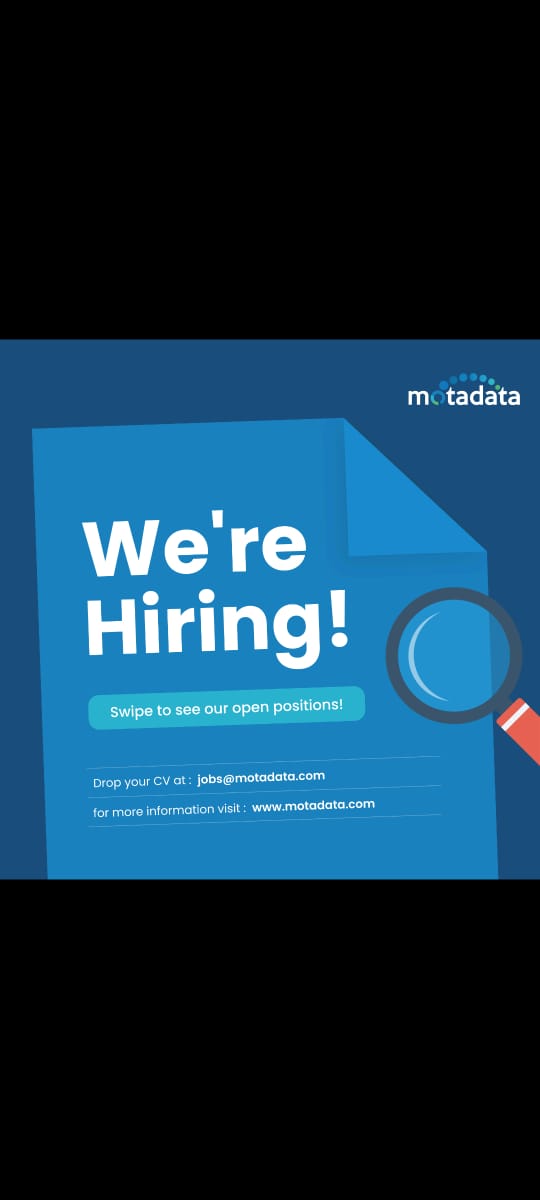 motadata
We're
Hiring!
Swipe to see our open positions!
Drop your CV at : jobs@motadata.com
for more information visit : www.motadata.com